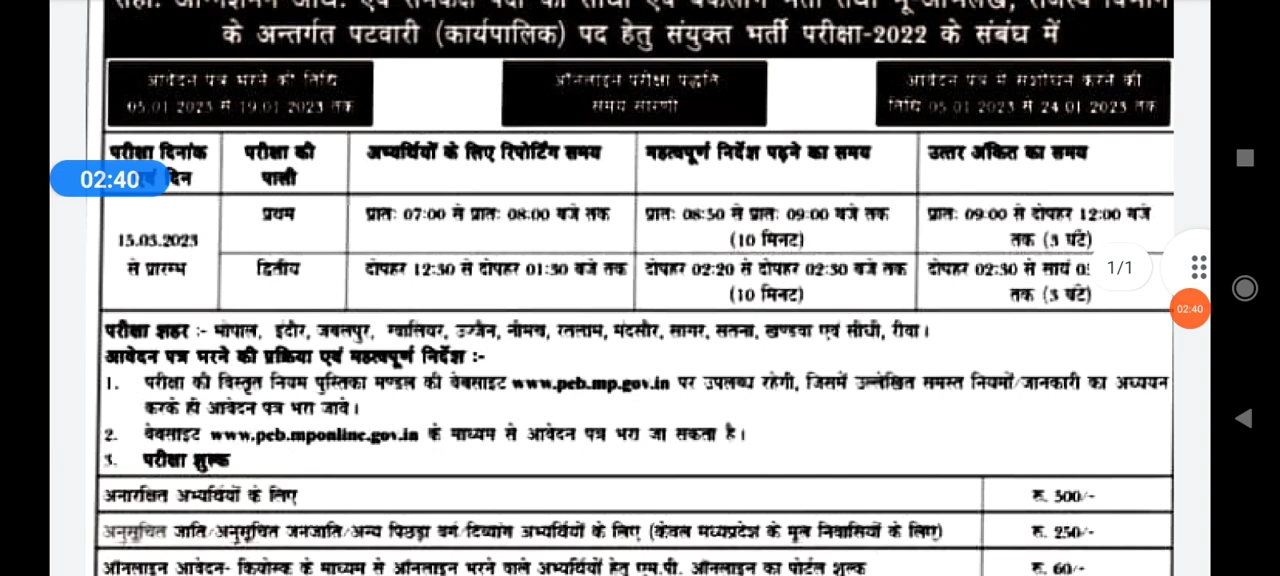 के अन्तर्गत पटवारी (कार्यपालिक) पद हेतु संयुक्त भर्ती परीक्षा-2022 के संबंध में
आवेदन पत्र भरने की तिथि
05.01.2023 से 19.01.2023 तक
ऑनलाइन परीक्षा पद्धति
समय सारणी
आवेदन पत्र में संशोधन करने की
तिथि 05.01.2023 से 24.01.2023 तक
परीक्षा दिनांक
दिन
परीक्षा की
पाली
अभ्यर्थियों के लिए रिपोर्टिंग समय
महत्वपूर्ण निर्देश पढ़ने का समय
उत्तर अंकित का समय
02:40
15.03.2023
से प्रारम्भ
प्रथम
प्रातः 07:00 से प्रातः 08:00 बजे तक
प्रातः 08:50 से प्रातः 09:00 बजे तक
(10 मिनट)
प्रातः 09:00 से दोपहर 12:00 बजे
तक (3 घंटे)
द्वितीय
दोपहर 12:30 से दोपहर 01:30 बजे तक
दोपहर 02:20 से दोपहर 02:30 बजे तक
(10 मिनट)
दोपहर 02:30 से सायं
तक (3 घंटे)
1/1
02:40
परीक्षा शहर :- भोपाल, इंदौर, जबलपुर, ग्वालियर, उज्जैन, नीमच, रतलाम, मंदसौर, सागर, सतना, खण्डवा एवं सीधी, रीवा।
आवेदन पत्र भरने की प्रक्रिया एवं महत्वपूर्ण निर्देश :-
1. परीक्षा की विस्तृत नियम पुस्तिका मण्डल की वेबसाइट www.peb.mp.gov.in पर उपलब्ध रहेगी, जिसमें उल्लेखित समस्त नियमों/जानकारी का अध्ययन
करके ही आवेदन पत्र भरा जावे।
2. वेबसाइट www.peb.mponline.gov.in के माध्यम से आवेदन पत्र भरा जा सकता है।
3. परीक्षा शुल्क
अनारक्षित अभ्यर्थियों के लिए
रु. 500/-
अनुसूचित जाति/अनुसूचित जनजाति/अन्य पिछड़ा वर्ग/दिव्यांग अभ्यर्थियों के लिए (केवल मध्यप्रदेश के मूल निवासियों के लिए)
रु. 250/-
ऑनलाइन आवेदन- कियोस्क के माध्यम से ऑनलाइन भरने वाले अभ्यर्थियों हेतु एम.पी. ऑनलाइन का पोर्टल शुल्क
रु. 60/-